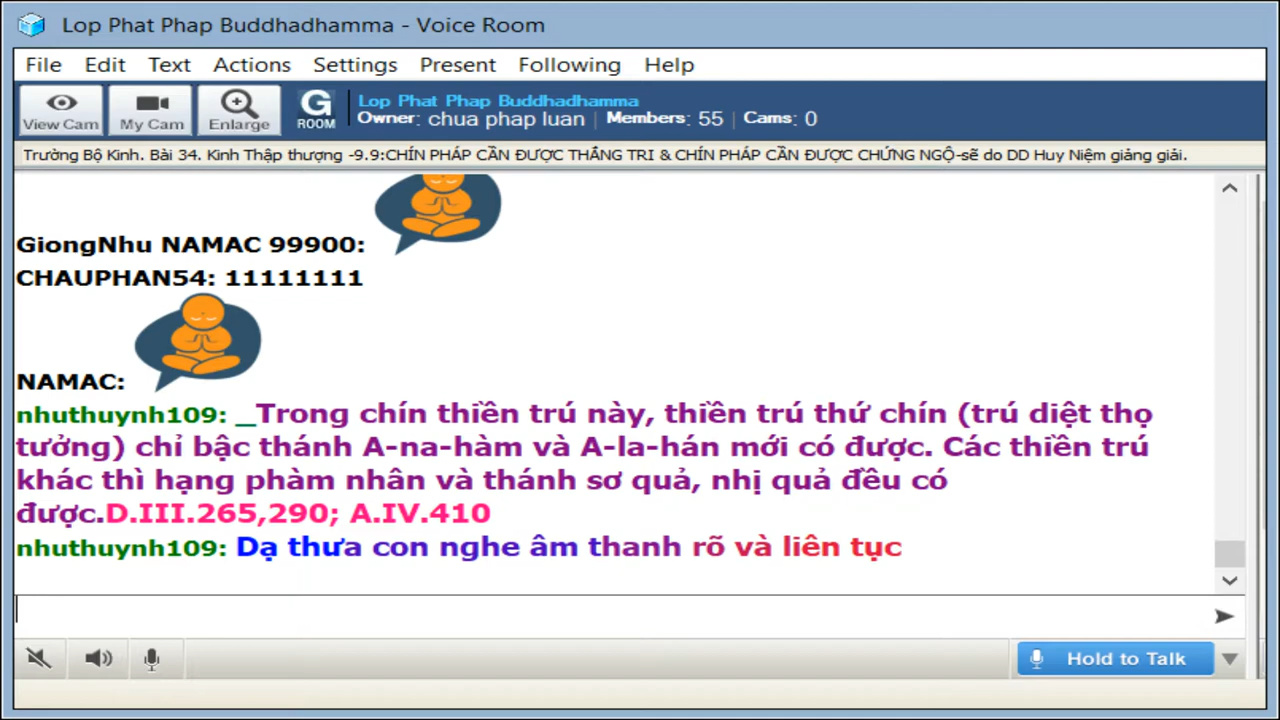 Lop Phat Phap Buddhadhamma - Voice Room
File Edit Text Actions Settings Present Following Help
View Cam My Cam Enlarge G ROOM Lop Phat Phap Buddhadhamma
Owner: chua phap luan | Members: 55 | Cams: 0
Trường Bộ Kinh. Bài 34. Kinh Thập thượng -9.9:CHÍN PHÁP CẦN ĐƯỢC THẮNG TRI & CHÍN PHÁP CẦN ĐƯỢC CHỨNG NGỘ-sẽ do DD Huy Niệm giảng giải.
GiongNhu NAMAC 99900:
CHAUPHAN54: 11111111
NAMAC:
nhuthuynh109: _Trong chín thiền trú này, thiền trú thứ chín (trú diệt thọ
tưởng) chỉ bậc thánh A-na-hàm và A-la-hán mới có được. Các thiền trú
khác thì hạng phàm nhân và thánh sơ quả, nhị quả đều có
được.D.III.265,290; A.IV.410
nhuthuynh109: Dạ thưa con nghe âm thanh rõ và liên tục
Hold to Talk